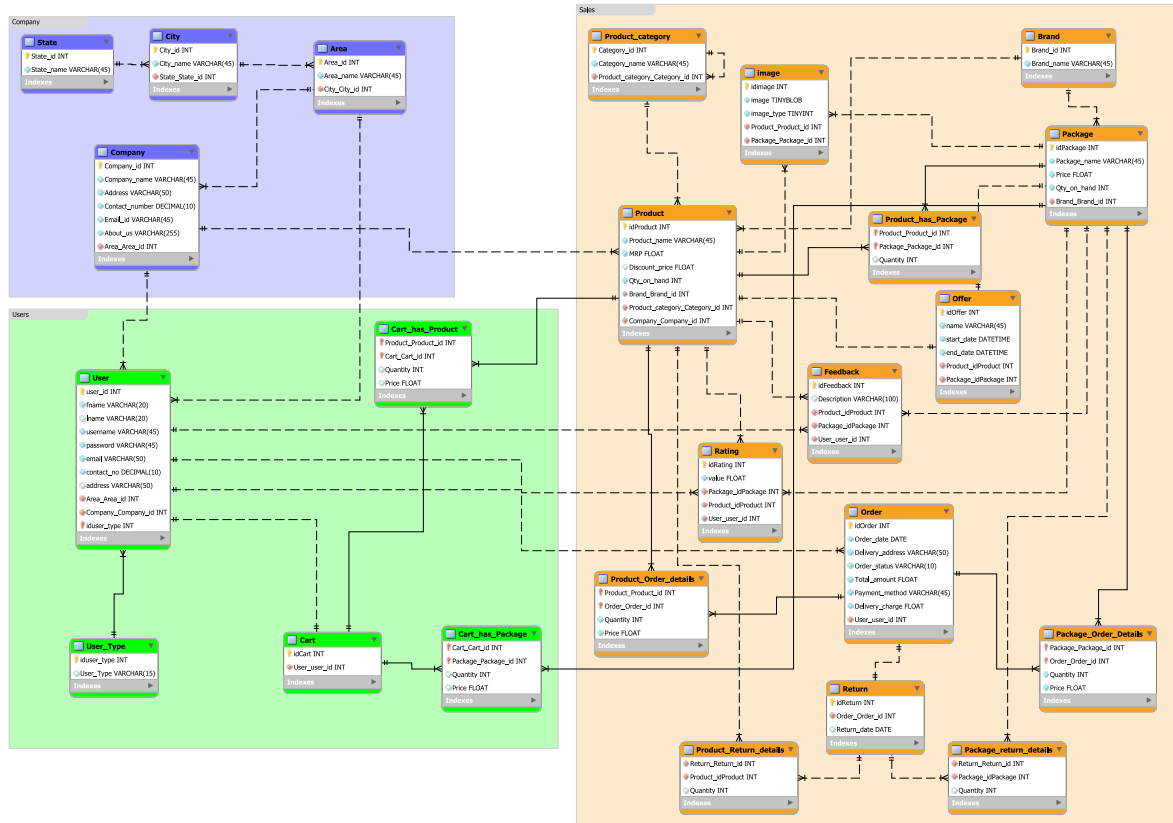 Company
State
State_id INT
State_name VARCHAR(45)
Indexes
City
City_id INT
City_name VARCHAR(45)
State_State_id INT
Indexes
Area
Area_id INT
Area_name VARCHAR(45)
City_City_id INT
Indexes
Company
Company_id INT
Company_name VARCHAR(45)
Address VARCHAR(50)
Contact_number DECIMAL(10)
Email_id VARCHAR(45)
About_us VARCHAR(255)
Area_Area_id INT
Indexes
Users
Cart_has_Product
Product_Product_id INT
Cart_Cart_id INT
Quantity INT
Price FLOAT
Indexes
User
user_id INT
fname VARCHAR(20)
lname VARCHAR(20)
username VARCHAR(45)
password VARCHAR(45)
email VARCHAR(50)
contact_no DECIMAL(10)
address VARCHAR(50)
Area_Area_id INT
Company_Company_id INT
iduser_type INT
Indexes
User_Type
iduser_type INT
User_Type VARCHAR(15)
Indexes
Cart
idCart INT
User_user_id INT
Indexes
Cart_has_Package
Cart_Cart_id INT
Package_Package_id INT
Quantity INT
Price FLOAT
Indexes
Sales
Product_category
Category_id INT
Category_name VARCHAR(45)
Product_category_Category_id INT
Indexes
image
idimage INT
image TINYBLOB
image_type TINYINT
Product_Product_id INT
Package_Package_id INT
Indexes
Brand
Brand_id INT
Brand_name VARCHAR(45)
Indexes
Package
idPackage INT
Package_name VARCHAR(45)
Price FLOAT
Qty_on_hand INT
Brand_Brand_id INT
Indexes
Product
idProduct INT
Product_name VARCHAR(45)
MRP FLOAT
Discount_price FLOAT
Qty_on_hand INT
Brand_Brand_id INT
Product_category_Category_id INT
Company_Company_id INT
Indexes
Product_has_Package
Product_Product_id INT
Package_Package_id INT
Quantity INT
Indexes
Offer
idOffer INT
name VARCHAR(45)
start_date DATETIME
end_date DATETIME
Product_idProduct INT
Package_idPackage INT
Indexes
Feedback
idFeedback INT
Description VARCHAR(100)
Product_idProduct INT
Package_idPackage INT
User_user_id INT
Indexes
Rating
idRating INT
value FLOAT
Package_idPackage INT
Product_idProduct INT
User_user_id INT
Indexes
Order
idOrder INT
Order_date DATE
Delivery_address VARCHAR(50)
Order_status VARCHAR(10)
Total_amount FLOAT
Payment_method VARCHAR(45)
Delivery_charge FLOAT
User_user_id INT
Indexes
Product_Order_details
Product_Product_id INT
Order_Order_id INT
Quantity INT
Price FLOAT
Indexes
Package_Order_Details
Package_Package_id INT
Order_Order_id INT
Quantity INT
Price FLOAT
Indexes
Return
idReturn INT
Order_Order_id INT
Return_date DATE
Indexes
Product_Return_details
Return_Return_id INT
Product_idProduct INT
Quantity INT
Indexes
Package_return_details
Return_Return_id INT
Package_idPackage INT
Quantity INT
Indexes